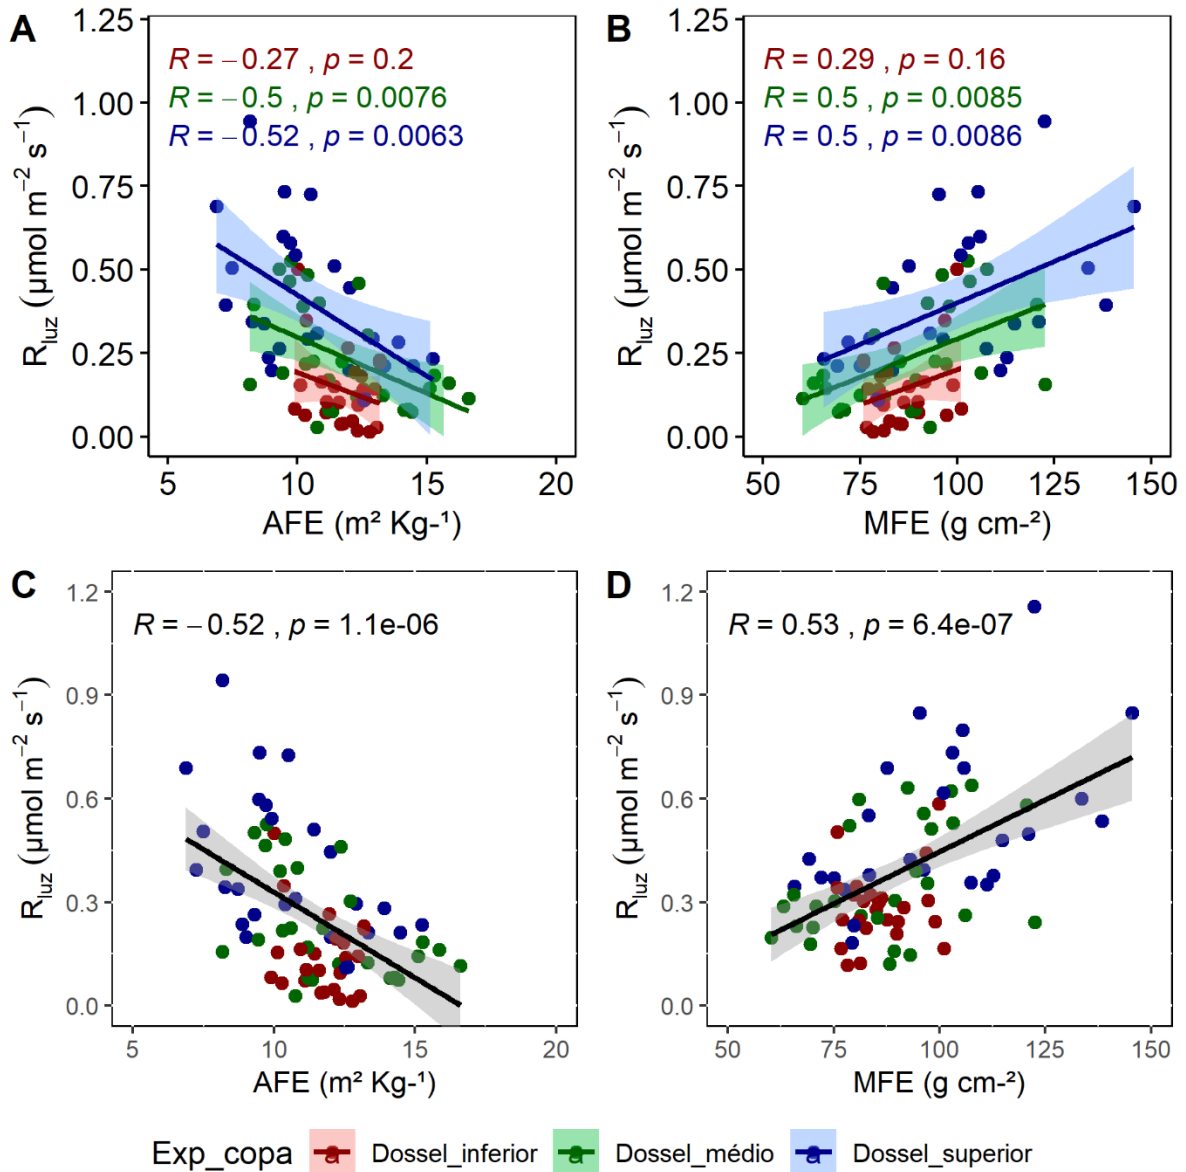 A
R = −0.27 , p = 0.2
R = −0.5 , p = 0.0076
R = −0.52 , p = 0.0063
1.25
1.00
0.75
0.50
0.25
0.00
R_luz (µmol m⁻² s⁻¹)
5 10 15 20
AFE (m² Kg-¹)
B
R = 0.29 , p = 0.16
R = 0.5 , p = 0.0085
R = 0.5 , p = 0.0086
1.25
1.00
0.75
0.50
0.25
0.00
R_luz (µmol m⁻² s⁻¹)
50 75 100 125 150
MFE (g cm-²)
C
R = −0.52 , p = 1.1e-06
1.2
0.9
0.6
0.3
0.0
R_luz (µmol m⁻² s⁻¹)
5 10 15 20
AFE (m² Kg-¹)
D
R = 0.53 , p = 6.4e-07
1.2
0.9
0.6
0.3
0.0
R_luz (µmol m⁻² s⁻¹)
50 75 100 125 150
MFE (g cm-²)
Exp_copa a Dossel_inferior a Dossel_médio a Dossel_superior